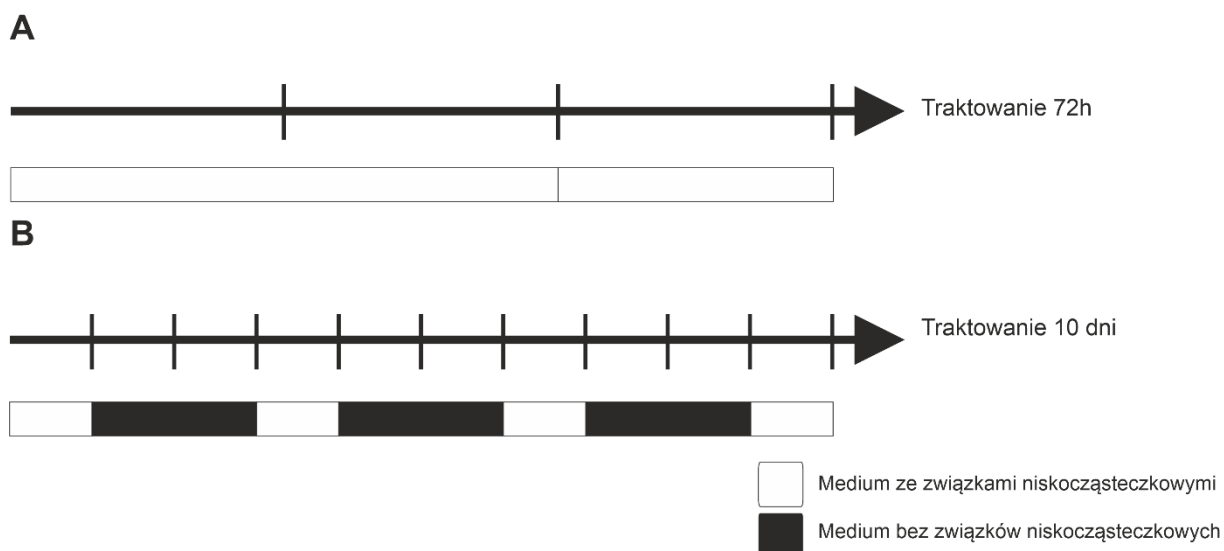 A
Traktowanie 72h
B
Traktowanie 10 dni
Medium ze związkami niskocząsteczkowymi
Medium bez związków niskocząsteczkowych